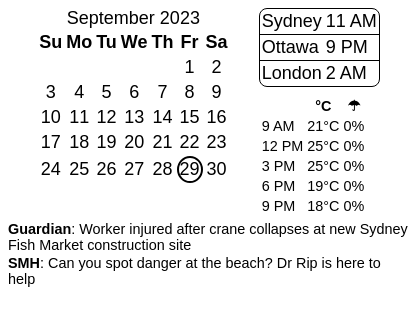 September 2023
Su Mo Tu We Th Fr Sa
1 2
3 4 5 6 7 8 9
10 11 12 13 14 15 16
17 18 19 20 21 22 23
24 25 26 27 28 29 30
Sydney 11 AM
Ottawa 9 PM
London 2 AM
°C ☂
9 AM 21°C 0%
12 PM 25°C 0%
3 PM 25°C 0%
6 PM 19°C 0%
9 PM 18°C 0%
Guardian: Worker injured after crane collapses at new Sydney
Fish Market construction site
SMH: Can you spot danger at the beach? Dr Rip is here to
help